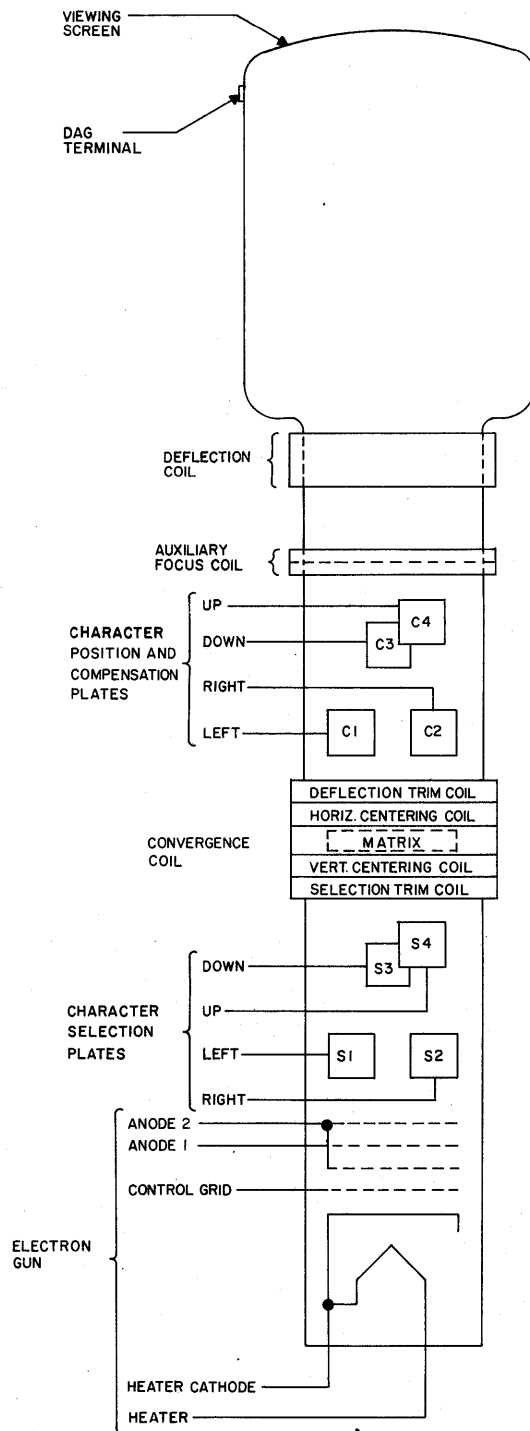 VIEWING
SCREEN
DAG
TERMINAL
DEFLECTION
COIL
AUXILIARY
FOCUS COIL
CHARACTER
POSITION AND
COMPENSATION
PLATES
UP
DOWN
RIGHT
LEFT
C4
C3
C1
C2
CONVERGENCE
COIL
DEFLECTION TRIM COIL
HORIZ. CENTERING COIL
MATRIX
VERT. CENTERING COIL
SELECTION TRIM COIL
CHARACTER
SELECTION
PLATES
DOWN
UP
LEFT
RIGHT
S4
S3
S1
S2
ELECTRON
GUN
ANODE 2
ANODE 1
CONTROL GRID
HEATER CATHODE
HEATER